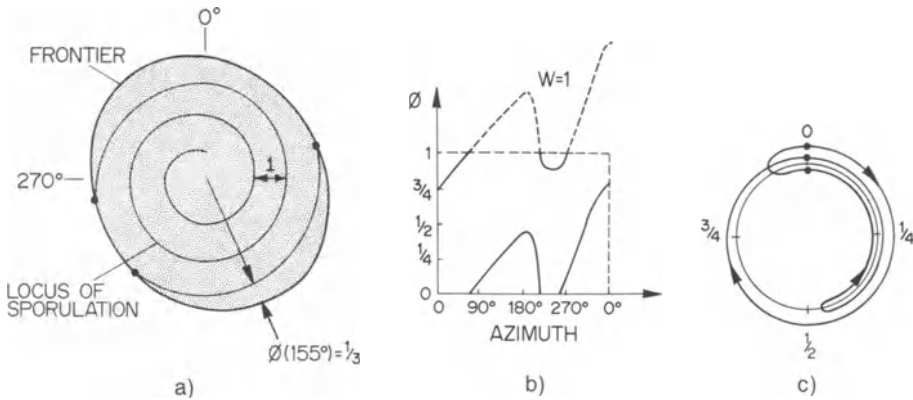 0°
FRONTIER
270°
1
LOCUS OF
SPORULATION
Ø(155°)=⅓
a)
Ø
W=1
1
¾
½
¼
0
0 90° 180° 270° 0°
AZIMUTH
b)
0
¾
¼
½
c)